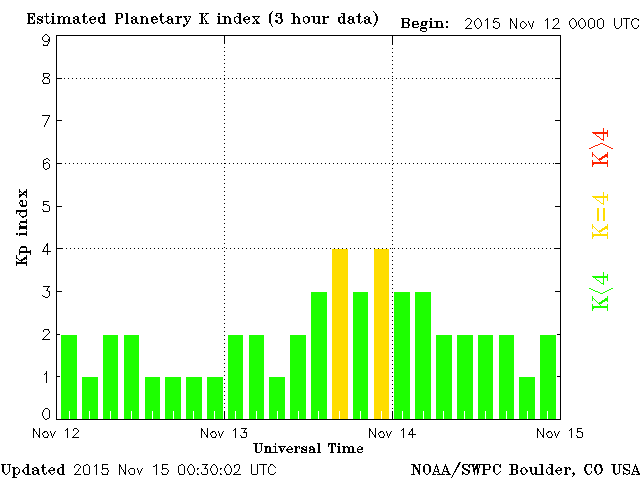 Estimated Planetary K index (3 hour data)
Begin: 2015 Nov 12 0000 UTC
9
8
7
6
5
4
3
2
1
0
Kp index
K>4
K=4
K<4
Nov 12
Nov 13
Nov 14
Nov 15
Universal Time
Updated 2015 Nov 15 00:30:02 UTC
NOAA/SWPC Boulder, CO USA